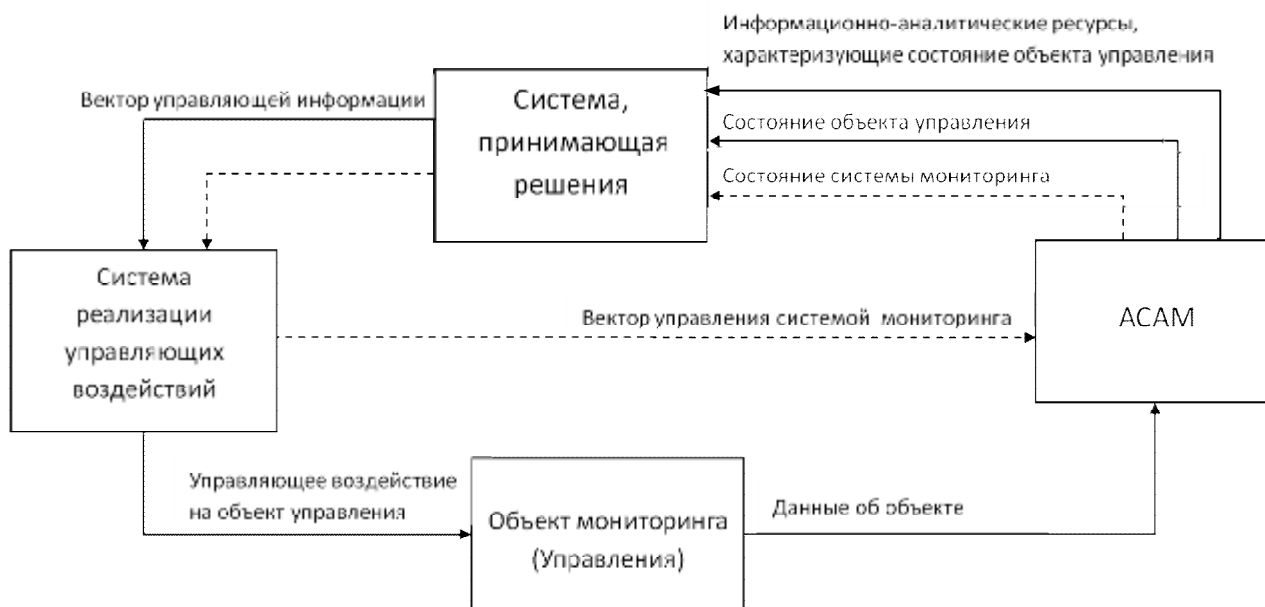 Информационно-аналитические ресурсы,
характеризующие состояние объекта управления
Вектор управляющей информации
Система,
принимающая
решения
Состояние объекта управления
Состояние системы мониторинга
Система
реализации
управляющих
воздействий
Вектор управления системой мониторинга
АСАМ
Управляющее воздействие
на объект управления
Объект мониторинга
(Управления)
Данные об объекте